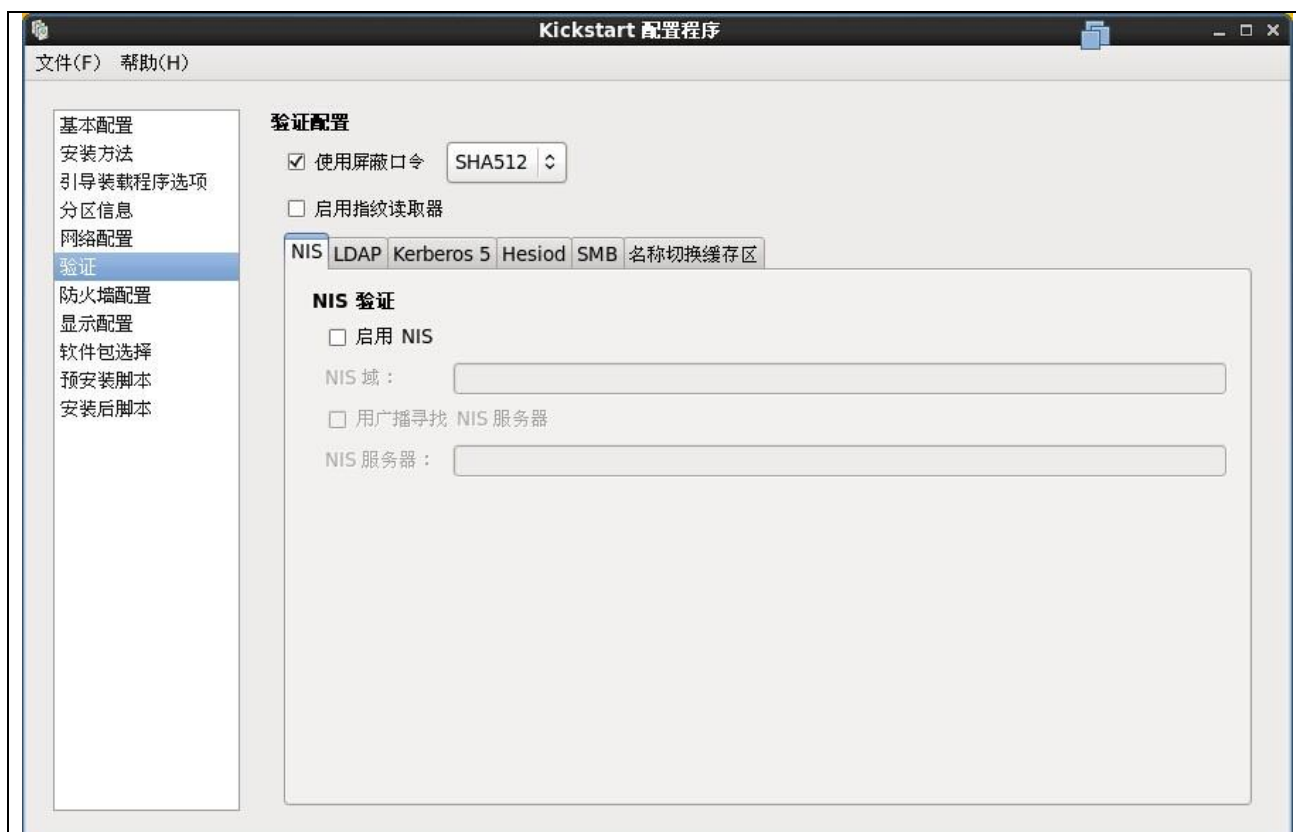 Kickstart 配置程序
文件(F) 帮助(H)
基本配置
安装方法
引导装载程序选项
分区信息
网络配置
验证
防火墙配置
显示配置
软件包选择
预安装脚本
安装后脚本
验证配置
使用屏蔽口令 SHA512
启用指纹读取器
NIS LDAP Kerberos 5 Hesiod SMB 名称切换缓存区
NIS 验证
启用 NIS
NIS 域：
用广播寻找 NIS 服务器
NIS 服务器：